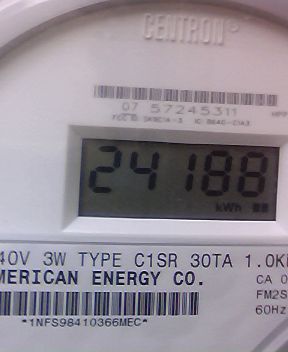 CENTRON®
07 57245311
24188
kWh
40V 3W TYPE C1SR 30TA 1.0K
MERICAN ENERGY CO.
CA 0
FM2S
60Hz
*1NFS98410366MEC*